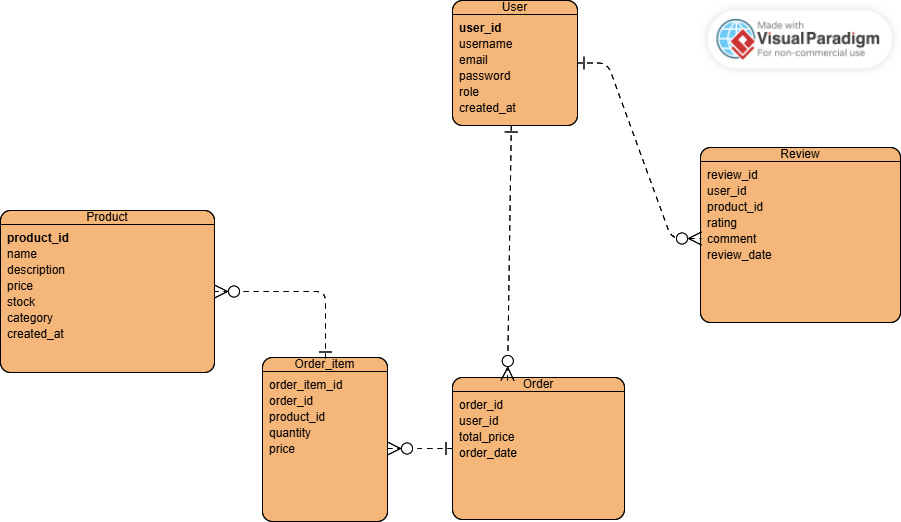 User
user_id
username
email
password
role
created_at
Made with
Visual Paradigm
For non-commercial use
Review
review_id
user_id
product_id
rating
comment
review_date
Product
product_id
name
description
price
stock
category
created_at
Order_item
order_item_id
order_id
product_id
quantity
price
Order
order_id
user_id
total_price
order_date